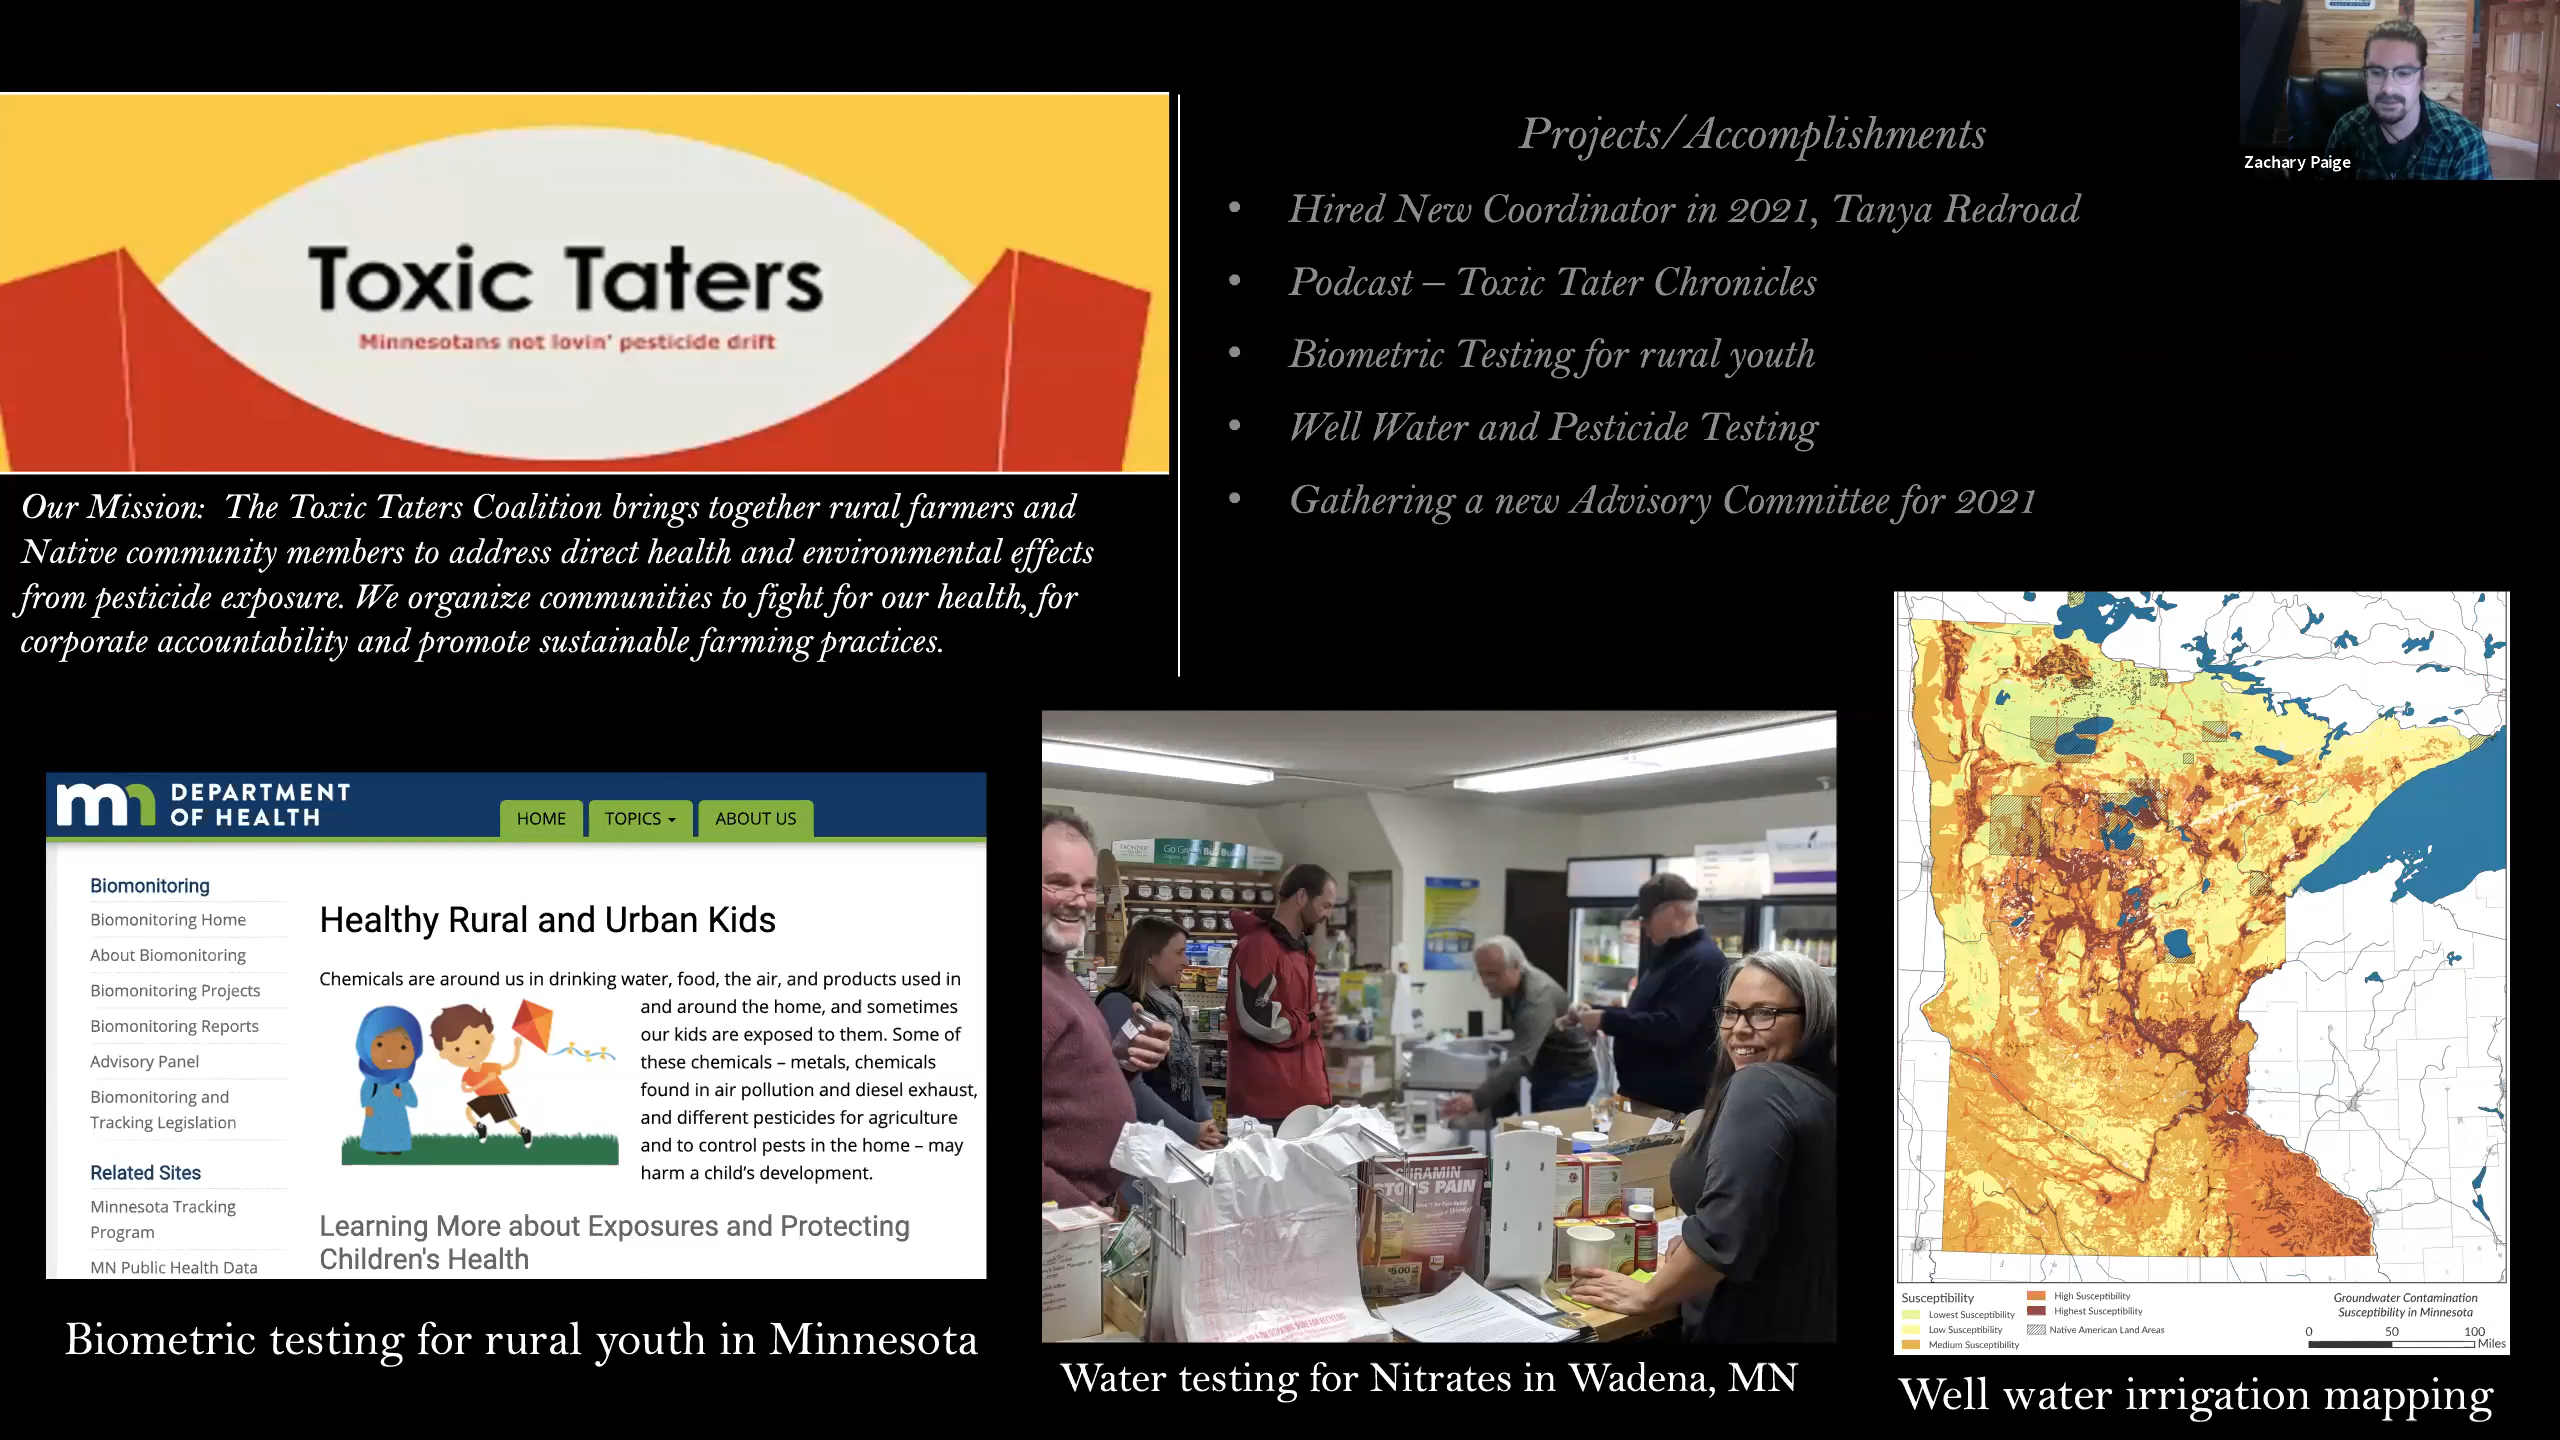 Zachary Paige
Toxic Taters
Minnesotans not lovin' pesticide drift
Our Mission: The Toxic Taters Coalition brings together rural farmers and
Native community members to address direct health and environmental effects
from pesticide exposure. We organize communities to fight for our health, for
corporate accountability and promote sustainable farming practices.
Projects/Accomplishments
• Hired New Coordinator in 2021, Tanya Redroad
• Podcast – Toxic Tater Chronicles
• Biometric Testing for rural youth
• Well Water and Pesticide Testing
• Gathering a new Advisory Committee for 2021
mn DEPARTMENT
OF HEALTH
HOME TOPICS ABOUT US
Biomonitoring
Biomonitoring Home
About Biomonitoring
Biomonitoring Projects
Biomonitoring Reports
Advisory Panel
Biomonitoring and
Tracking Legislation
Related Sites
Minnesota Tracking
Program
MN Public Health Data
Healthy Rural and Urban Kids
Chemicals are around us in drinking water, food, the air, and products used in
and around the home, and sometimes
our kids are exposed to them. Some of
these chemicals – metals, chemicals
found in air pollution and diesel exhaust,
and different pesticides for agriculture
and to control pests in the home – may
harm a child's development.
Learning More about Exposures and Protecting
Children's Health
Biometric testing for rural youth in Minnesota
Go Green
STOPS PAIN
$5.00
Water testing for Nitrates in Wadena, MN
Susceptibility
Lowest Susceptibility
Low Susceptibility
Medium Susceptibility
High Susceptibility
Highest Susceptibility
Native American Land Areas
Groundwater Contamination
Susceptibility in Minnesota
0 50 100
Miles
Well water irrigation mapping